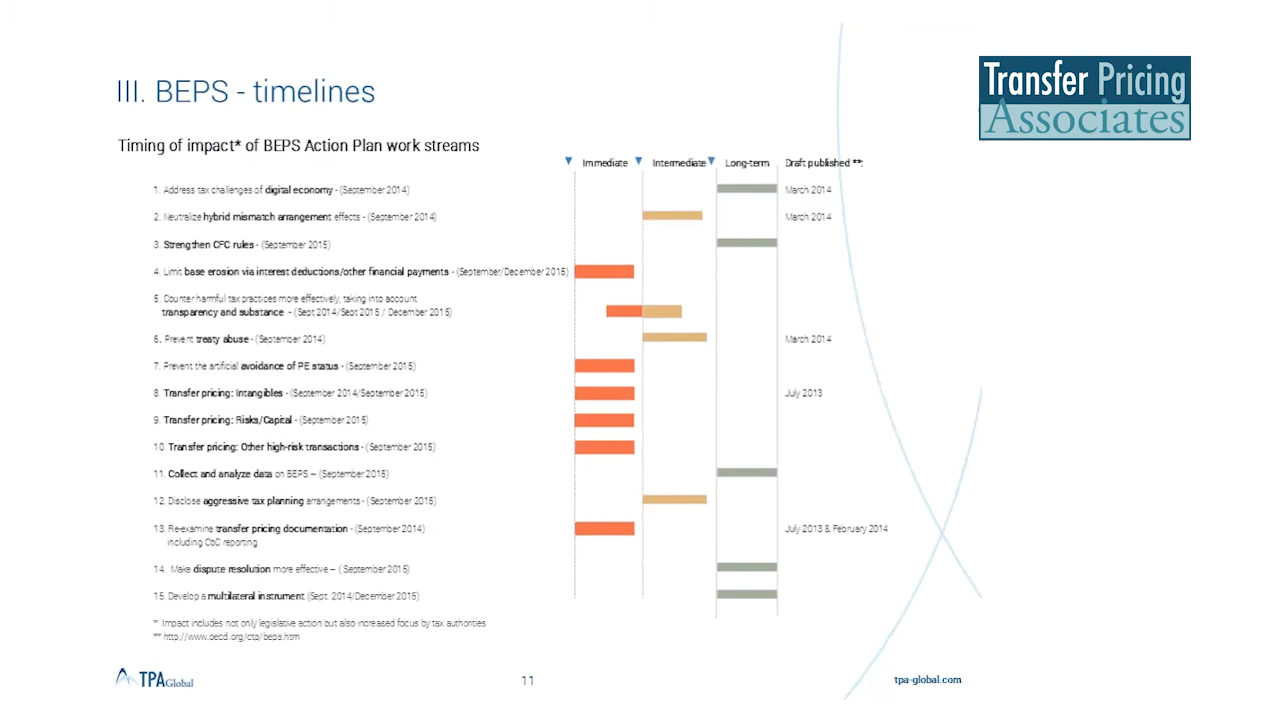 III. BEPS - timelines
Transfer Pricing
Associates
Timing of impact* of BEPS Action Plan work streams
Immediate Intermediate Long-term Draft published **:
1. Address tax challenges of digital economy - (September 2014) March 2014
2. Neutralize hybrid mismatch arrangement effects - (September 2014) March 2014
3. Strengthen CFC rules - (September 2015)
4. Limit base erosion via interest deductions/other financial payments - (September/December 2015)
5. Counter harmful tax practices more effectively, taking into account
transparency and substance - (Sept 2014/Sept 2015 / December 2015)
6. Prevent treaty abuse - (September 2014) March 2014
7. Prevent the artificial avoidance of PE status - (September 2015)
8. Transfer pricing: Intangibles - (September 2014/September 2015) July 2013
9. Transfer pricing: Risks/Capital - (September 2015)
10. Transfer pricing: Other high-risk transactions - (September 2015)
11. Collect and analyze data on BEPS – (September 2015)
12. Disclose aggressive tax planning arrangements - (September 2015)
13. Re-examine transfer pricing documentation - (September 2014) July 2013 & February 2014
including CbC reporting
14. Make dispute resolution more effective – ( September 2015)
15. Develop a multilateral instrument (Sept. 2014/December 2015)
* Impact includes not only legislative action but also increased focus by tax authorities
** http://www.oecd.org/ctp/beps.htm
TPA Global 11 tpa-global.com